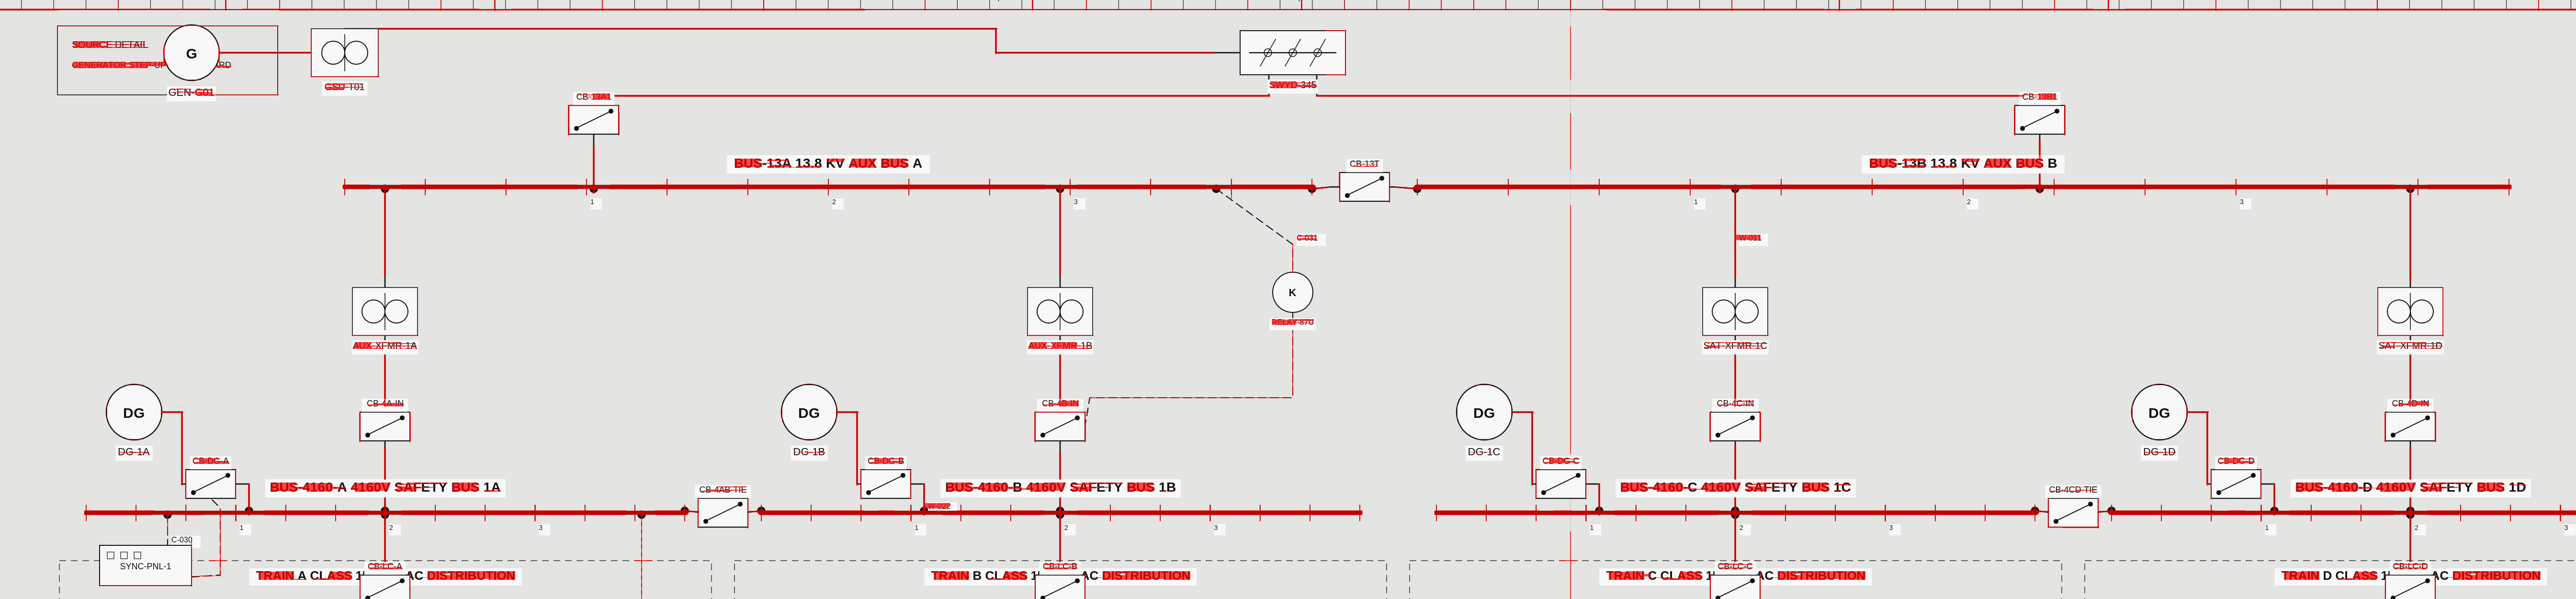 SOURCE DETAIL
GENERATOR STEP-UP
G
GEN-G01
GSU-T01
SWYD-345
CB-13A1
CB-13B1
BUS-13A 13.8 KV AUX BUS A
CB-13T
BUS-13B 13.8 KV AUX BUS B
1
2
3
1
2
3
C-031
W-011
K
RELAY-87U
AUX-XFMR-1A
AUX-XFMR-1B
SAT-XFMR-1C
SAT-XFMR-1D
DG
CB-4A-IN
DG
CB-4B-IN
DG
CB-4C-IN
DG
CB-4D-IN
DG-1A
DG-1B
DG-1C
DG-1D
CB-DG-A
CB-DG-B
CB-DG-C
CB-DG-D
BUS-4160-A 4160V SAFETY BUS 1A
CB-4AB-TIE
BUS-4160-B 4160V SAFETY BUS 1B
BUS-4160-C 4160V SAFETY BUS 1C
CB-4CD-TIE
BUS-4160-D 4160V SAFETY BUS 1D
W-022
1
2
3
1
2
3
1
2
3
1
2
3
C-030
SYNC-PNL-1
CB-LC-A
CB-LC-B
CB-LC-C
CB-LC-D
TRAIN A CLASS AC DISTRIBUTION
TRAIN B CLASS AC DISTRIBUTION
TRAIN C CLASS AC DISTRIBUTION
TRAIN D CLASS AC DISTRIBUTION